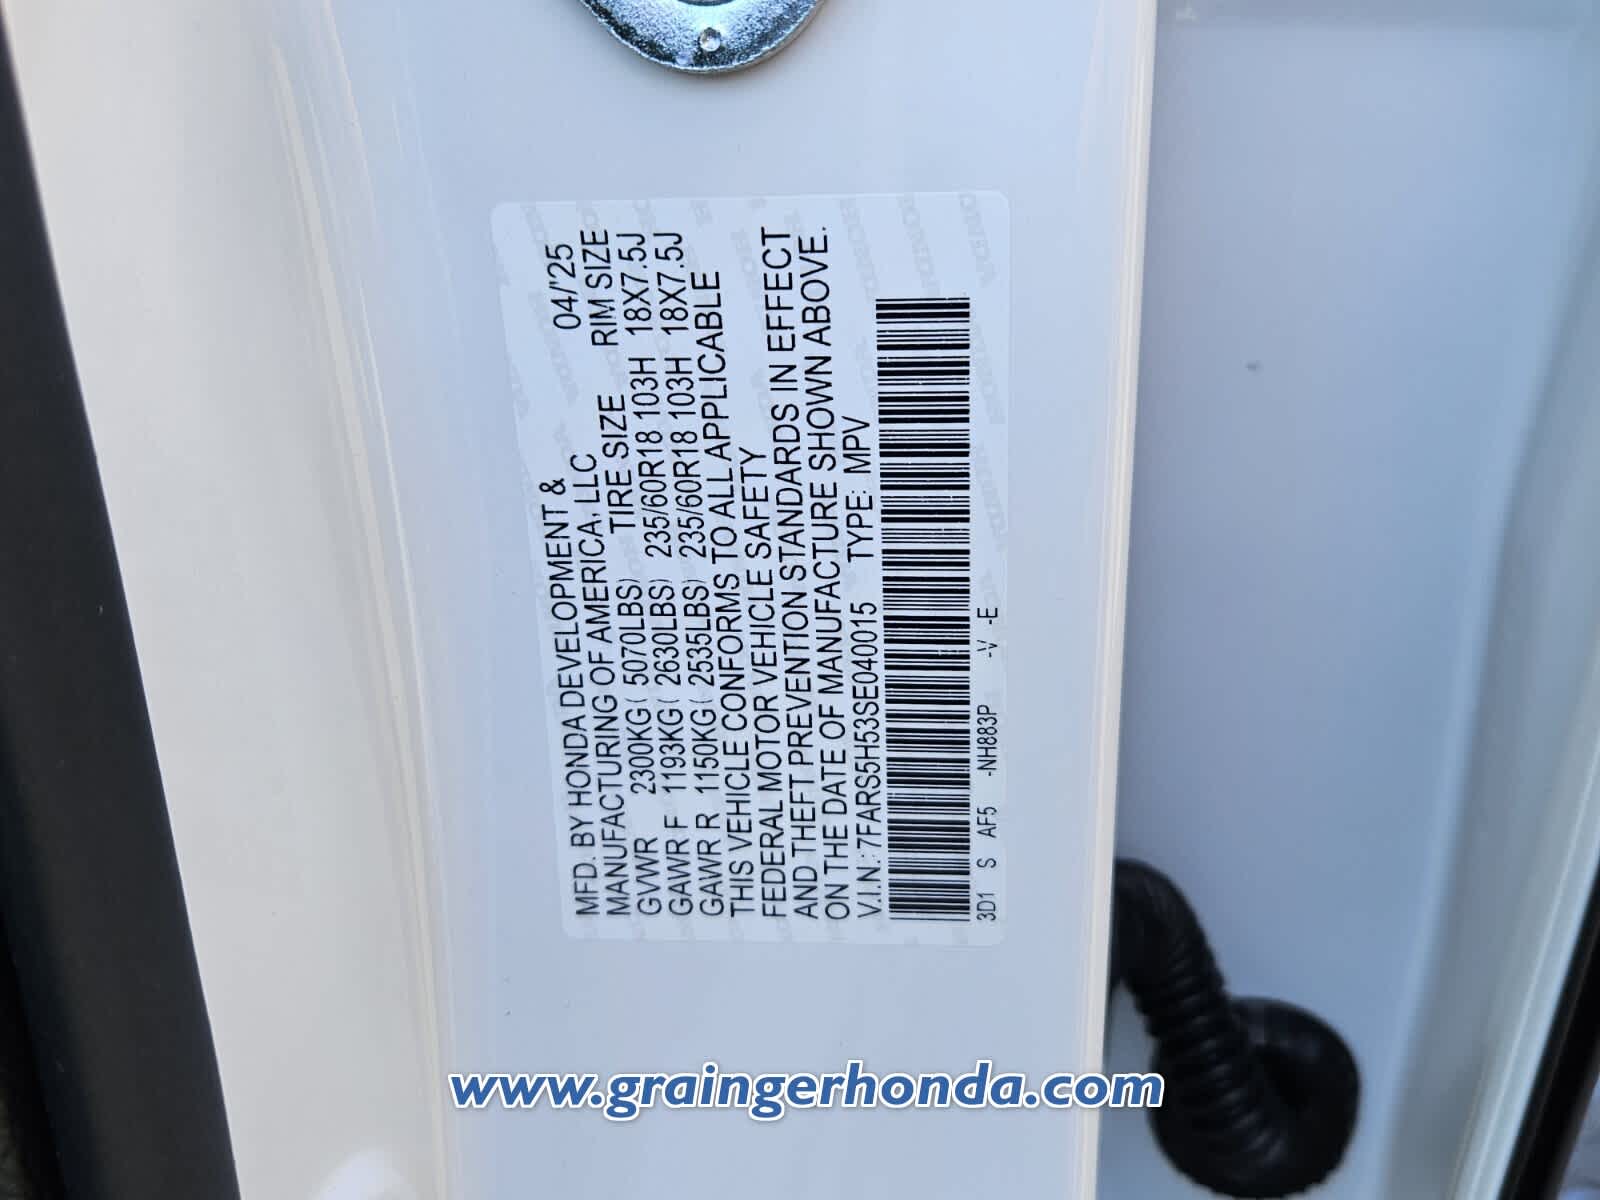 MFD. BY HONDA DEVELOPMENT & 04/'25
MANUFACTURING OF AMERICA, LLC
TIRE SIZE RIM SIZE
GVWR 2300KG( 5070LBS)
GAWR F 1193KG( 2630LBS) 235/60R18 103H 18X7.5J
GAWR R 1150KG( 2535LBS) 235/60R18 103H 18X7.5J
THIS VEHICLE CONFORMS TO ALL APPLICABLE
FEDERAL MOTOR VEHICLE SAFETY
AND THEFT PREVENTION STANDARDS IN EFFECT
ON THE DATE OF MANUFACTURE SHOWN ABOVE.
V.I.N.: 7FARS5H53SE040015 TYPE: MPV
3D1 S AF5 -NH883P -V -E
www.graingerhonda.com